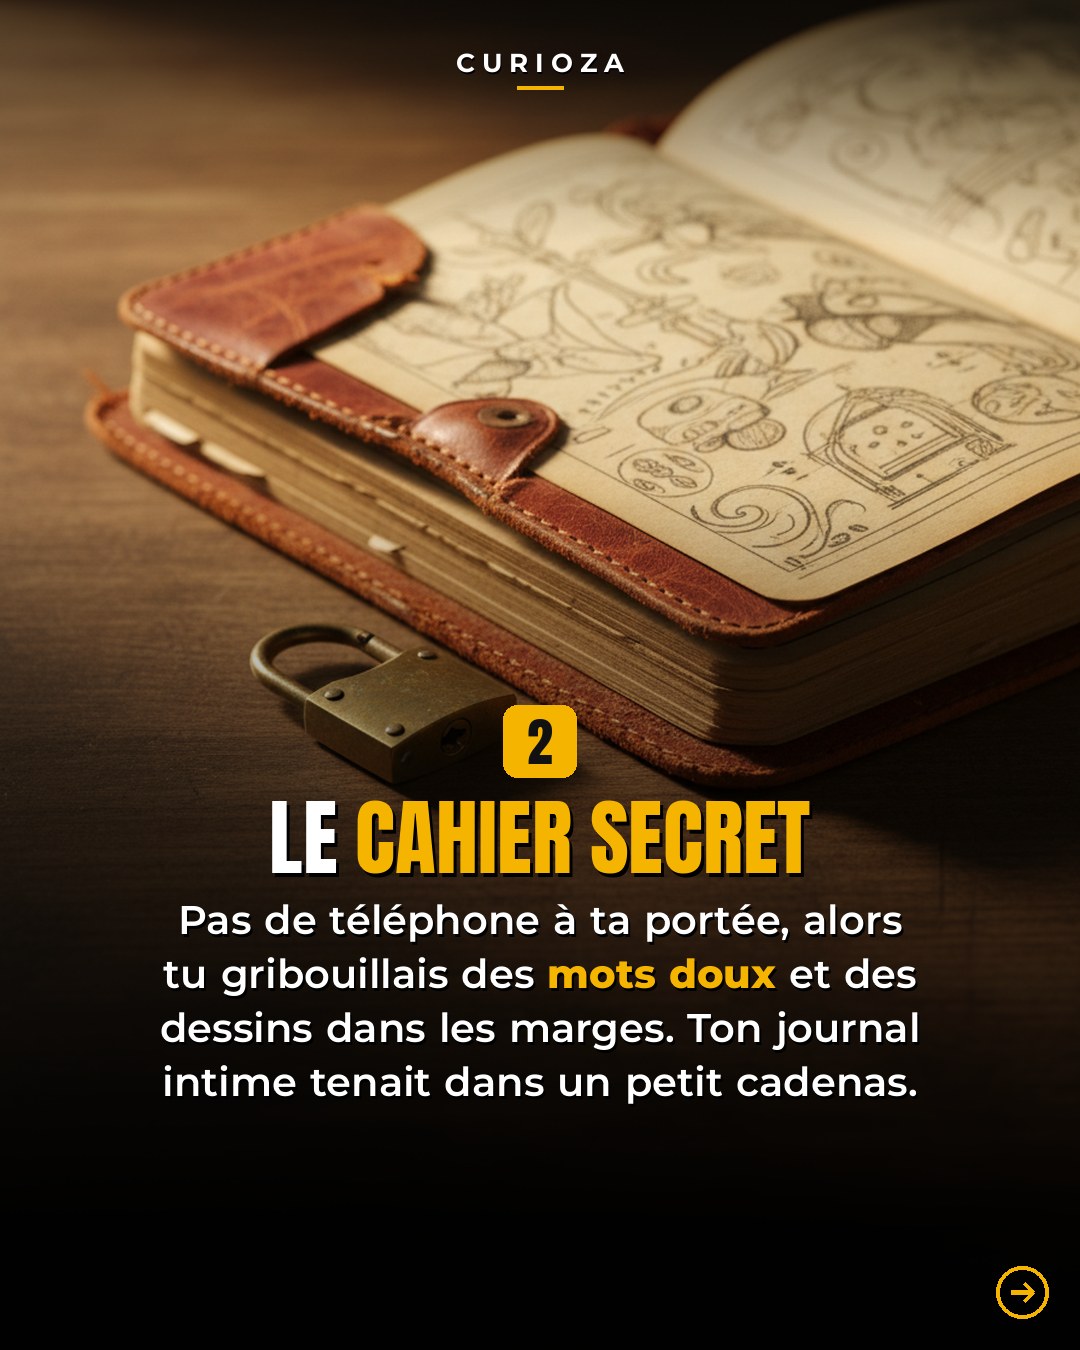 CURIOZA
2
LE CAHIER SECRET
Pas de téléphone à ta portée, alors
tu gribouillais des mots doux et des
dessins dans les marges. Ton journal
intime tenait dans un petit cadenas.